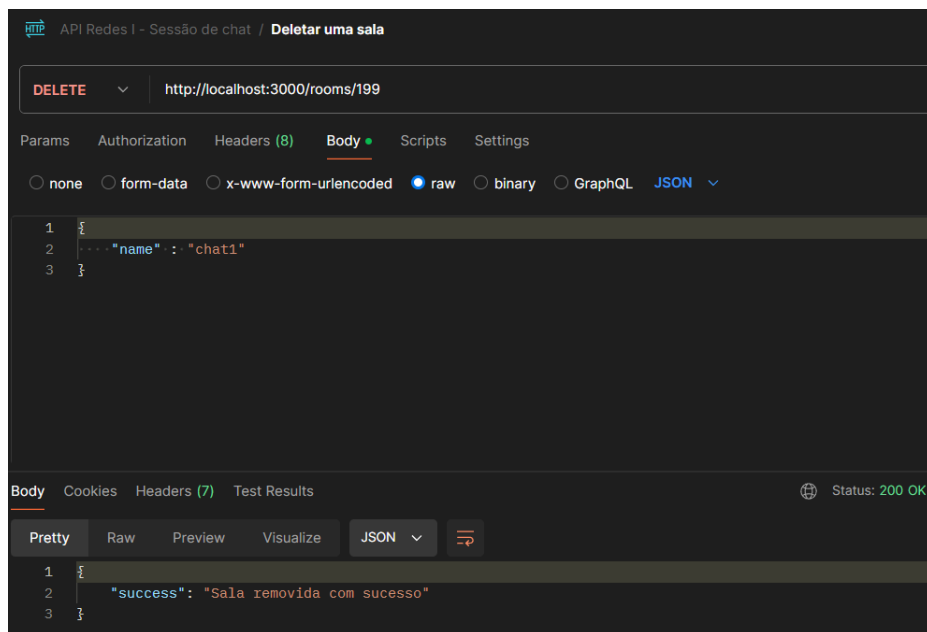 HTTP API Redes I - Sessão de chat / Deletar uma sala
DELETE http://localhost:3000/rooms/199
Params Authorization Headers (8) Body Scripts Settings
none form-data x-www-form-urlencoded raw binary GraphQL JSON
1 {
2 "name" : "chat1"
3 }
Body Cookies Headers (7) Test Results Status: 200 OK
Pretty Raw Preview Visualize JSON
1 {
2 "success": "Sala removida com sucesso"
3 }